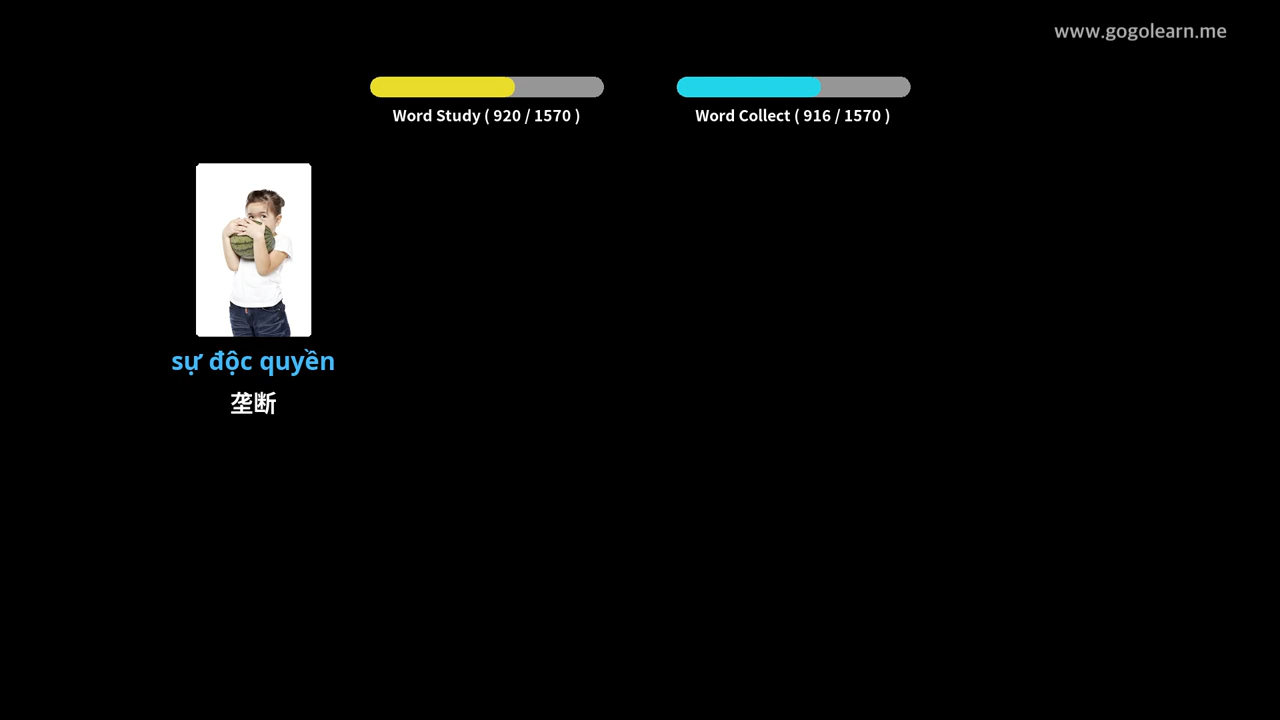 www.gogolearn.me
Word Study ( 920 / 1570 )
Word Collect ( 916 / 1570 )
sự độc quyền
垄断